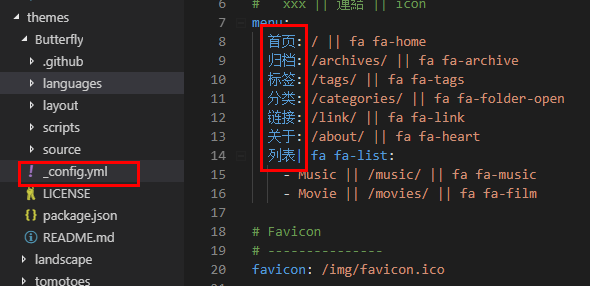 themes
Butterfly
.github
languages
layout
scripts
source
! _config.yml
LICENSE
package.json
README.md
landscape
tomotoes
6 # xxx || 連結 || icon
7 menu:
8 首页: / || fa fa-home
9 归档: /archives/ || fa fa-archive
10 标签: /tags/ || fa fa-tags
11 分类: /categories/ || fa fa-folder-open
12 链接: /link/ || fa fa-link
13 关于: /about/ || fa fa-heart
14 列表| fa fa-list:
15 - Music || /music/ || fa fa-music
16 - Movie || /movies/ || fa fa-film
17
18 # Favicon
19 # ---------------
20 favicon: /img/favicon.ico